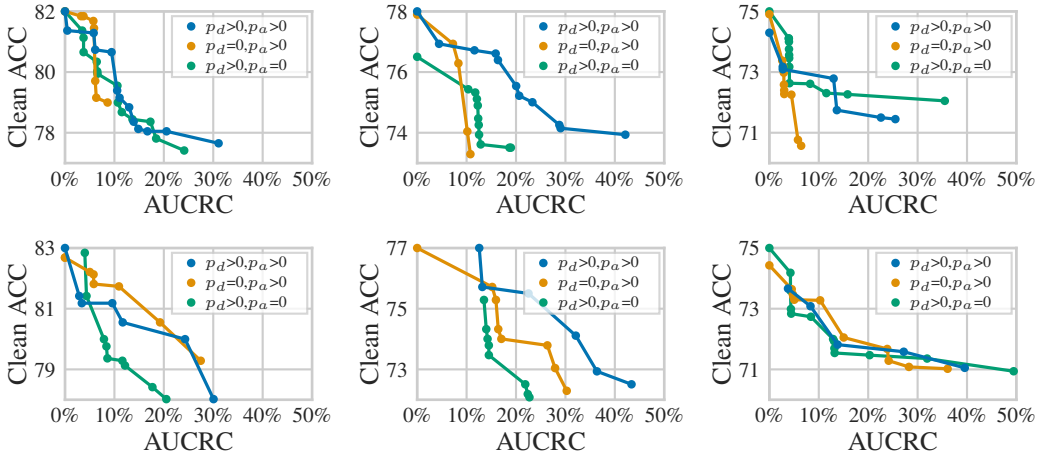 82
80
78
Clean ACC
p_d>0,p_a>0
p_d=0,p_a>0
p_d>0,p_a=0
0% 10% 20% 30% 40% 50%
AUCRC
78
76
74
Clean ACC
p_d>0,p_a>0
p_d=0,p_a>0
p_d>0,p_a=0
0% 10% 20% 30% 40% 50%
AUCRC
75
73
71
Clean ACC
p_d>0,p_a>0
p_d=0,p_a>0
p_d>0,p_a=0
0% 10% 20% 30% 40% 50%
AUCRC
83
81
79
Clean ACC
p_d>0,p_a>0
p_d=0,p_a>0
p_d>0,p_a=0
0% 10% 20% 30% 40% 50%
AUCRC
77
75
73
Clean ACC
p_d>0,p_a>0
p_d=0,p_a>0
p_d>0,p_a=0
0% 10% 20% 30% 40% 50%
AUCRC
75
73
71
Clean ACC
p_d>0,p_a>0
p_d=0,p_a>0
p_d>0,p_a=0
0% 10% 20% 30% 40% 50%
AUCRC